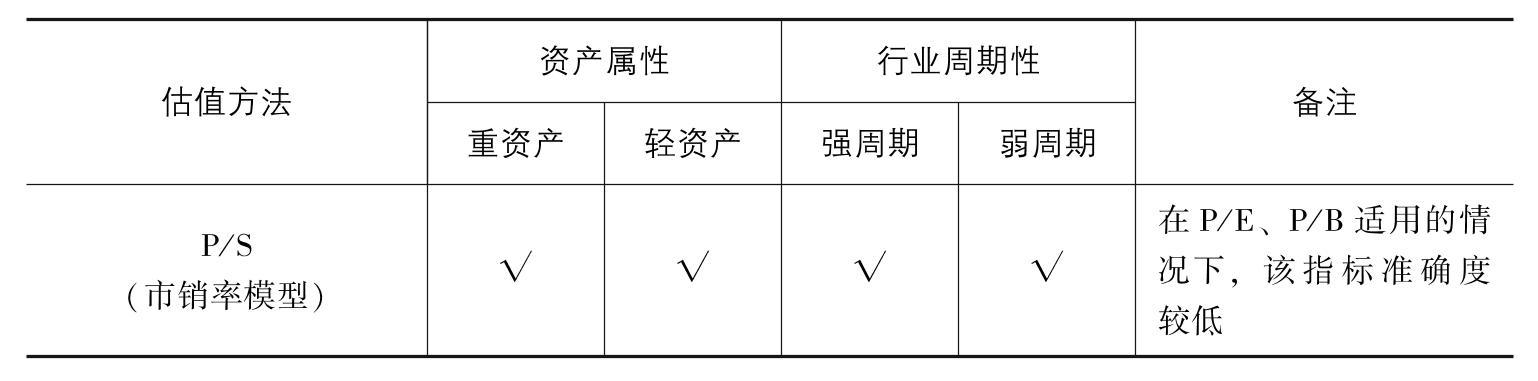 估值方法
资产属性
行业周期性
备注
重资产
轻资产
强周期
弱周期
P/S
(市销率模型)
√
√
√
√
在 P/E、P/B 适用的情
况下，该指标准确度
较低